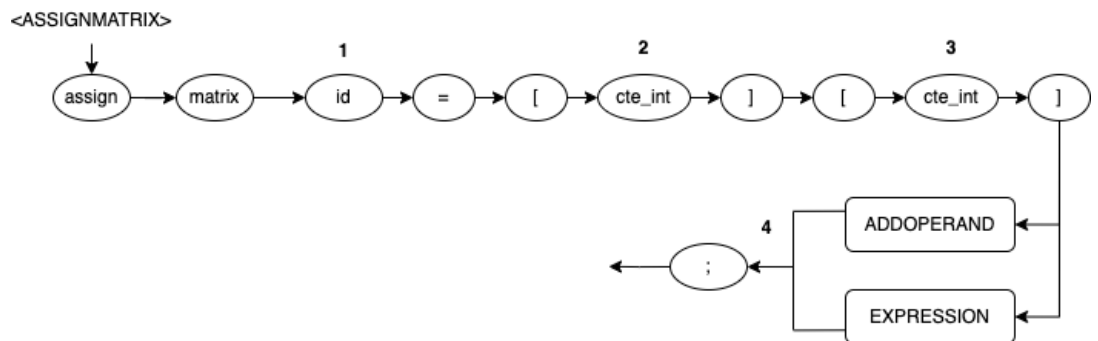 <ASSIGNMATRIX>
1 2 3
assign matrix id = [ cte_int ] [ cte_int ]
ADDOPERAND
4
;
EXPRESSION